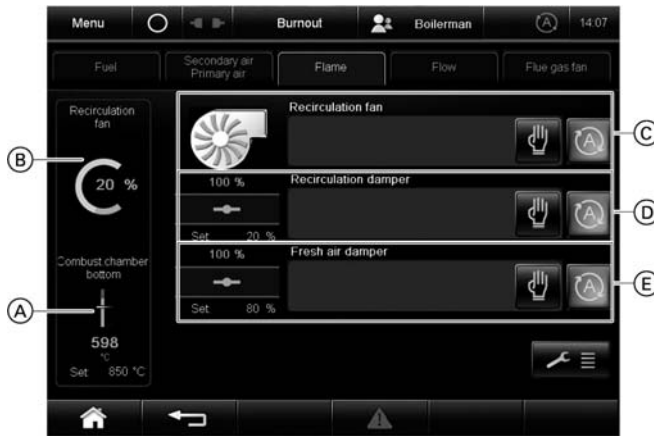 Menu Burnout Boilerman A 14:07
Fuel
Secondary air
Primary air
Flame
Flow
Flue gas fan
Recirculation
fan
20 %
B
Combust chamber
bottom
A
598
°C
Set 850 °C
Recirculation fan
A
C
100 %
Recirculation damper
Set 20 %
A
D
100 %
Fresh air damper
Set 80 %
A
E